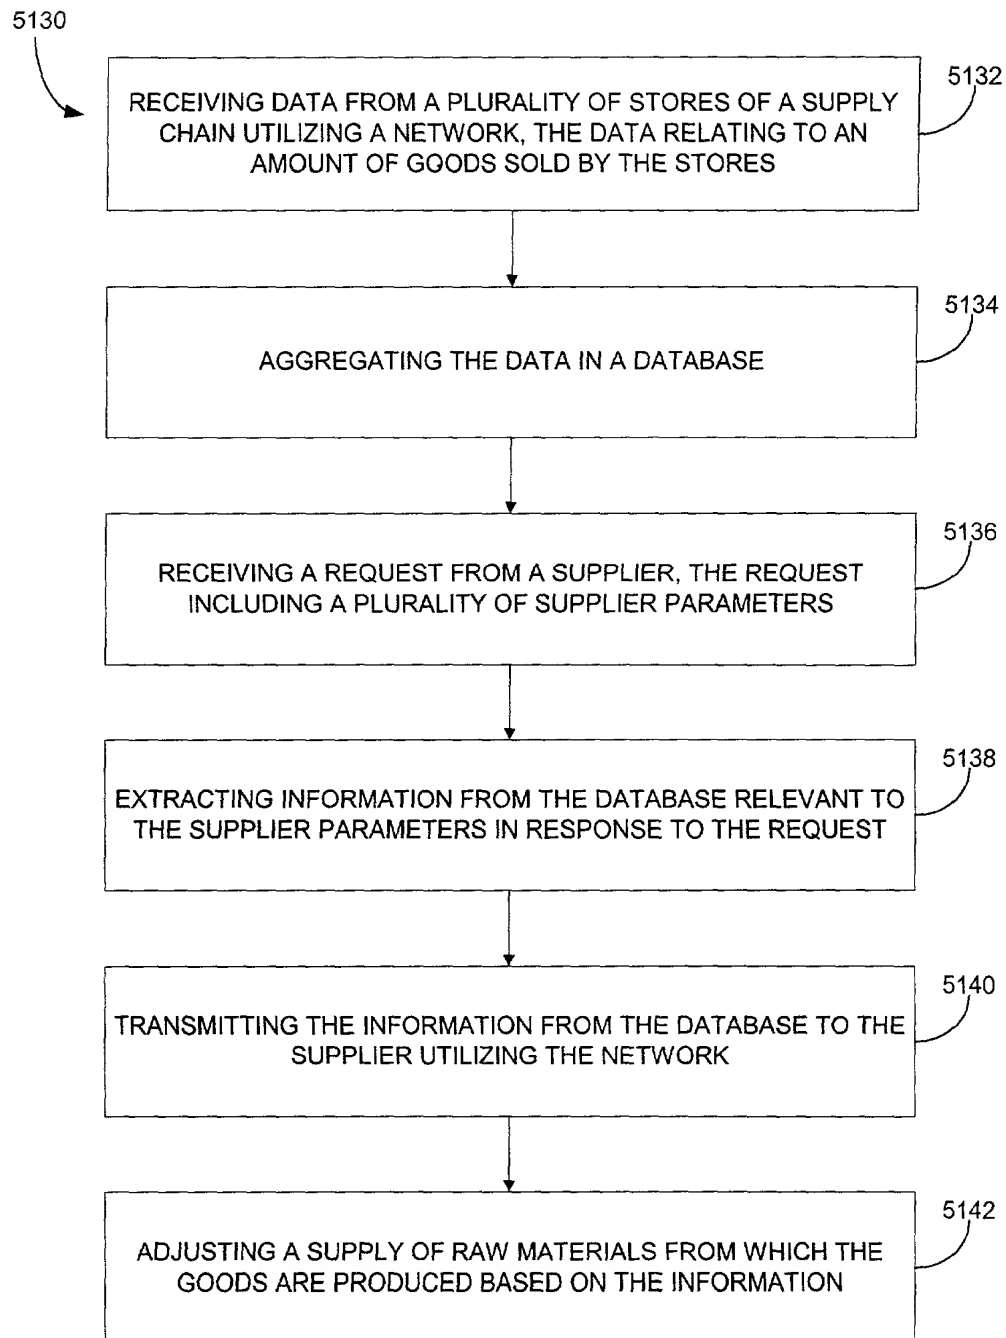 5130
5132
RECEIVING DATA FROM A PLURALITY OF STORES OF A SUPPLY
CHAIN UTILIZING A NETWORK, THE DATA RELATING TO AN
AMOUNT OF GOODS SOLD BY THE STORES
5134
AGGREGATING THE DATA IN A DATABASE
5136
RECEIVING A REQUEST FROM A SUPPLIER, THE REQUEST
INCLUDING A PLURALITY OF SUPPLIER PARAMETERS
5138
EXTRACTING INFORMATION FROM THE DATABASE RELEVANT TO
THE SUPPLIER PARAMETERS IN RESPONSE TO THE REQUEST
5140
TRANSMITTING THE INFORMATION FROM THE DATABASE TO THE
SUPPLIER UTILIZING THE NETWORK
5142
ADJUSTING A SUPPLY OF RAW MATERIALS FROM WHICH THE
GOODS ARE PRODUCED BASED ON THE INFORMATION